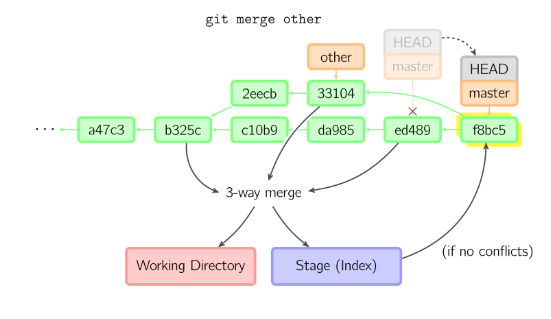 git merge other
HEAD
other
HEAD
master
master
2eecb
33104
...
a47c3
b325c
c10b9
da985
ed489
f8bc5
3-way merge
(if no conflicts)
Working Directory
Stage (Index)